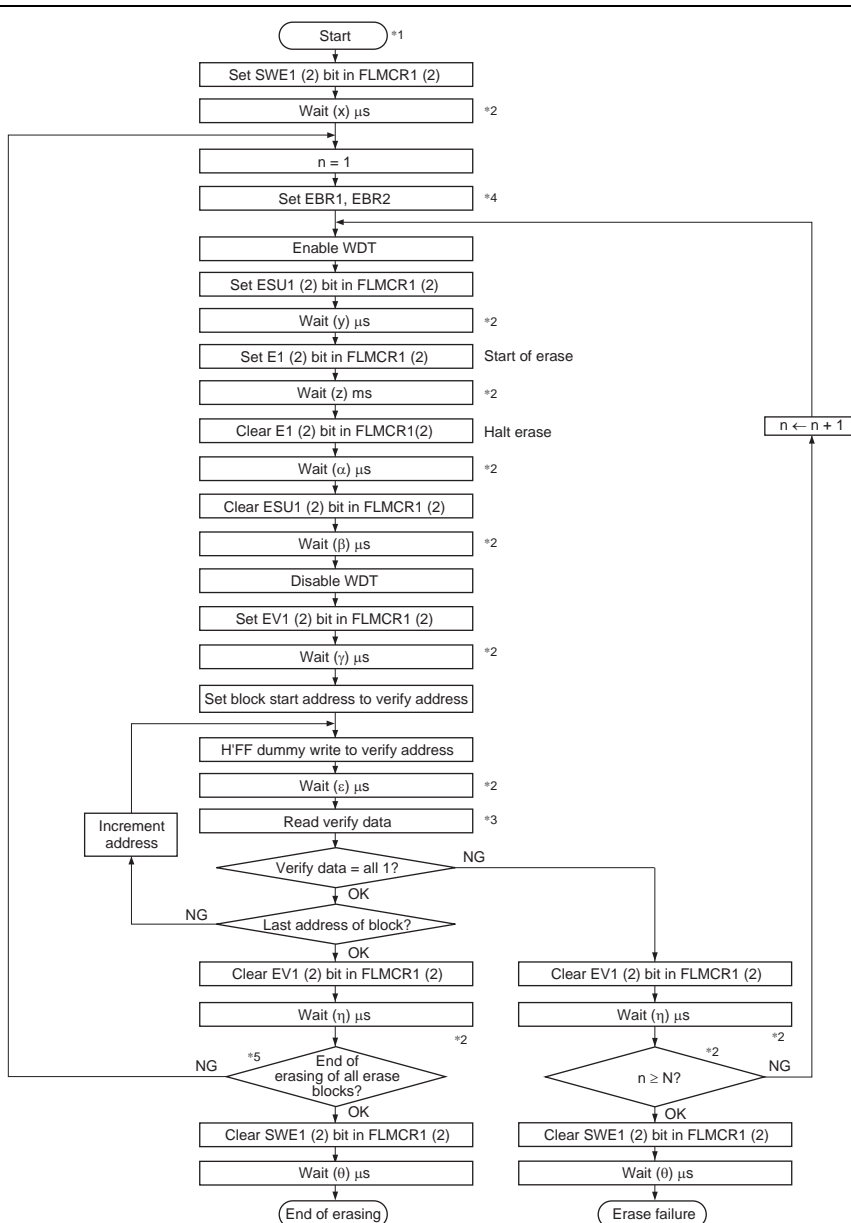 Start *1
Set SWE1 (2) bit in FLMCR1 (2)
Wait (x) µs *2
n = 1
Set EBR1, EBR2 *4
Enable WDT
Set ESU1 (2) bit in FLMCR1 (2)
Wait (y) µs *2
Set E1 (2) bit in FLMCR1 (2) Start of erase
Wait (z) ms *2
Clear E1 (2) bit in FLMCR1(2) Halt erase
n ← n + 1
Wait (α) µs *2
Clear ESU1 (2) bit in FLMCR1 (2)
Wait (β) µs *2
Disable WDT
Set EV1 (2) bit in FLMCR1 (2)
Wait (γ) µs *2
Set block start address to verify address
H'FF dummy write to verify address
Wait (ε) µs *2
Increment
address
Read verify data *3
Verify data = all 1? NG
OK
NG Last address of block?
OK
Clear EV1 (2) bit in FLMCR1 (2) Clear EV1 (2) bit in FLMCR1 (2)
Wait (η) µs Wait (η) µs
*2 *2
NG *5 End of
erasing of all erase
blocks?
n ≥ N? *2 NG
OK OK
Clear SWE1 (2) bit in FLMCR1 (2) Clear SWE1 (2) bit in FLMCR1 (2)
Wait (θ) µs Wait (θ) µs
End of erasing Erase failure